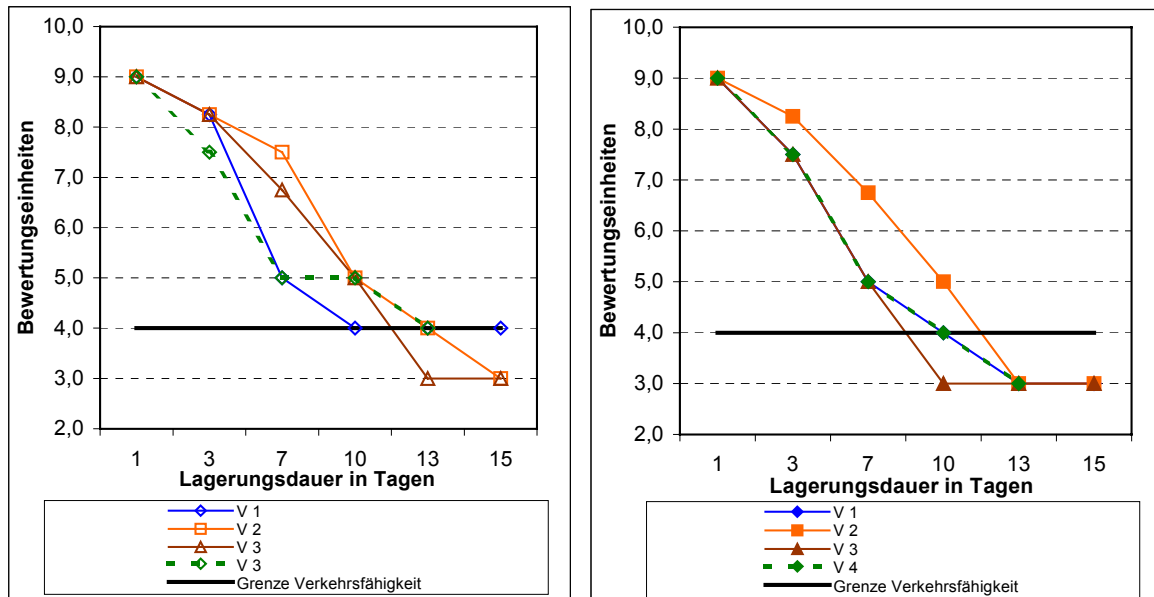 10,0
9,0
8,0
7,0
6,0
5,0
4,0
3,0
2,0
Bewertungseinheiten
1 3 7 10 13 15
Lagerungsdauer in Tagen
V 1
V 2
V 3
V 3
Grenze Verkehrsfähigkeit
10,0
9,0
8,0
7,0
6,0
5,0
4,0
3,0
2,0
Bewertungseinheiten
1 3 7 10 13 15
Lagerungsdauer in Tagen
V 1
V 2
V 3
V 4
Grenze Verkehrsfähigkeit